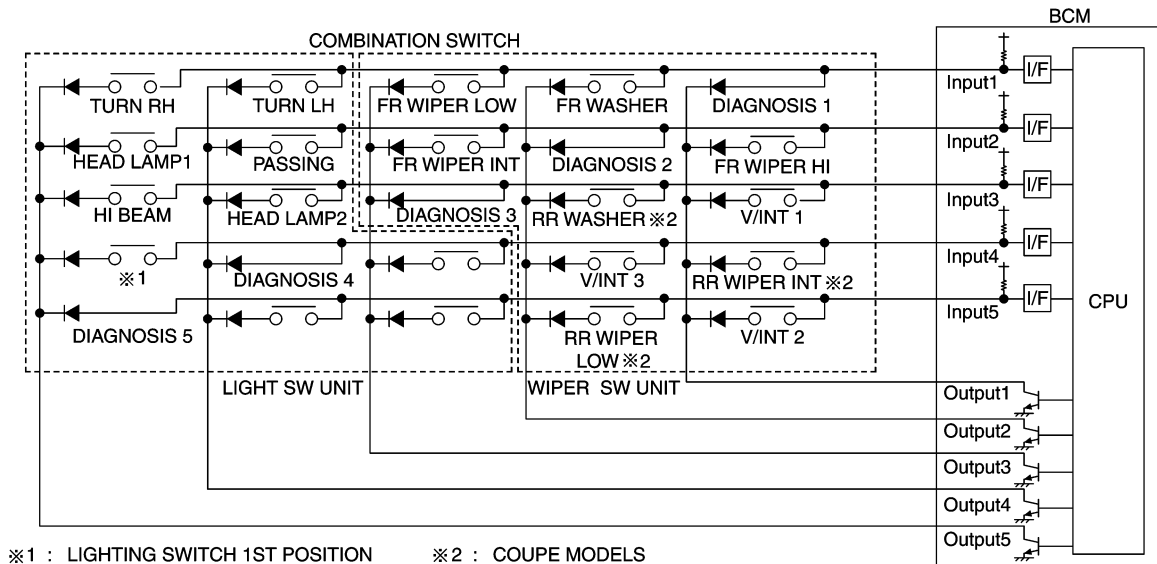 BCM
COMBINATION SWITCH
TURN RH TURN LH FR WIPER LOW FR WASHER DIAGNOSIS 1 Input1 I/F
HEAD LAMP1 PASSING FR WIPER INT DIAGNOSIS 2 FR WIPER HI Input2 I/F
HI BEAM HEAD LAMP2 DIAGNOSIS 3 RR WASHER ※2 V/INT 1 Input3 I/F
※1 DIAGNOSIS 4 V/INT 3 RR WIPER INT ※2 Input4 I/F
DIAGNOSIS 5 RR WIPER LOW ※2 V/INT 2 Input5 I/F
CPU
LIGHT SW UNIT WIPER SW UNIT
Output1
Output2
Output3
Output4
Output5
※1 : LIGHTING SWITCH 1ST POSITION ※2 : COUPE MODELS